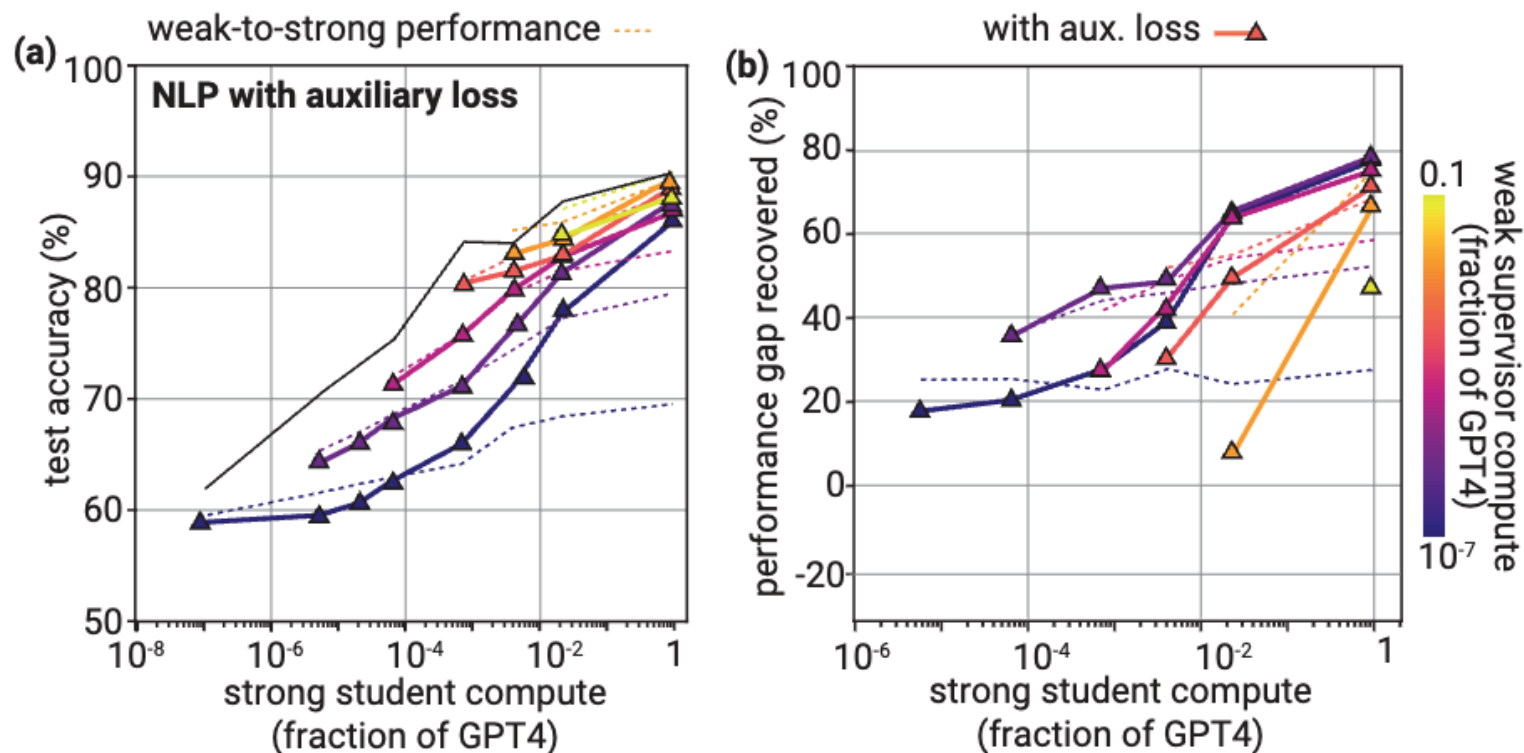 weak-to-strong performance
with aux. loss
(a)
NLP with auxiliary loss
100
90
80
70
60
50
test accuracy (%)
10-8
10-6
10-4
10-2
1
strong student compute
(fraction of GPT4)
(b)
100
80
60
40
20
0
-20
performance gap recovered (%)
10-6
10-4
10-2
1
strong student compute
(fraction of GPT4)
0.1
10-7
weak supervisor compute
(fraction of GPT4)